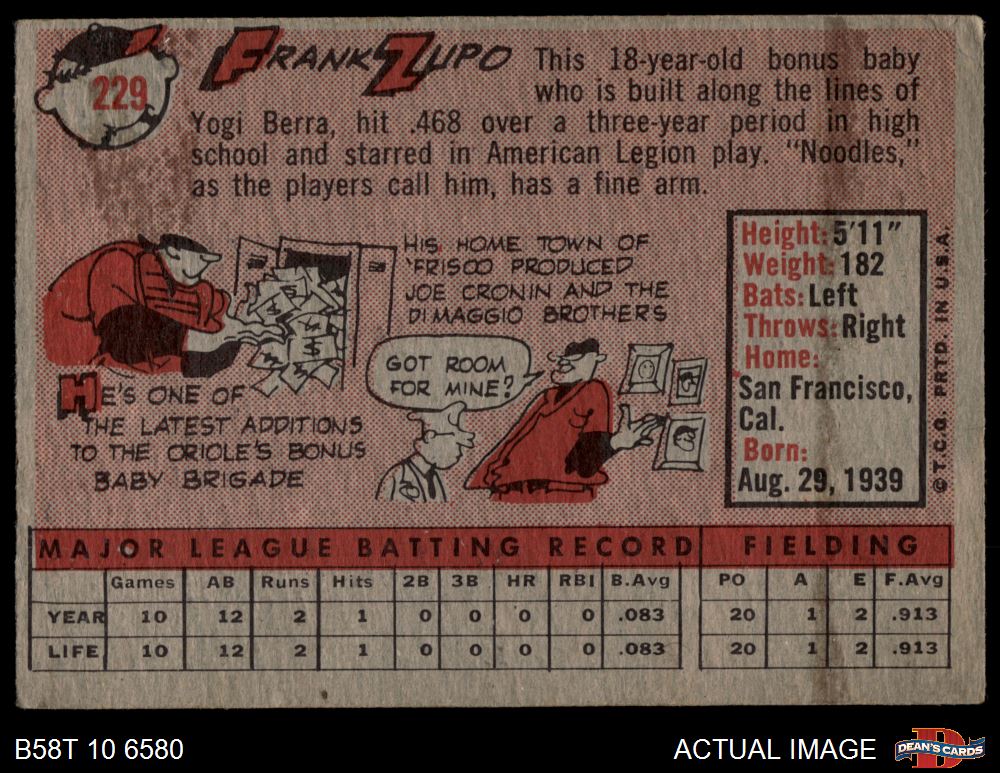 229
FRANK ZUPO
This 18-year-old bonus baby
who is built along the lines of
Yogi Berra, hit .468 over a three-year period in high
school and starred in American Legion play. "Noodles,"
as the players call him, has a fine arm.
HIS HOME TOWN OF
'FRISCO PRODUCED
JOE CRONIN AND THE
DIMAGGIO BROTHERS
GOT ROOM
FOR MINE?
HE'S ONE OF
THE LATEST ADDITIONS
TO THE ORIOLE'S BONUS
BABY BRIGADE
Height: 5'11"
Weight: 182
Bats: Left
Throws: Right
Home:
San Francisco,
Cal.
Born:
Aug. 29, 1939
© T.C.G. PRTD. IN U.S.A.
MAJOR LEAGUE BATTING RECORD FIELDING
Games AB Runs Hits 2B 3B HR RBI B.Avg PO A E F.Avg
YEAR 10 12 2 1 0 0 0 0 .083 20 1 2 .913
LIFE 10 12 2 1 0 0 0 0 .083 20 1 2 .913
B58T 10 6580
ACTUAL IMAGE
DEAN'S CARDS